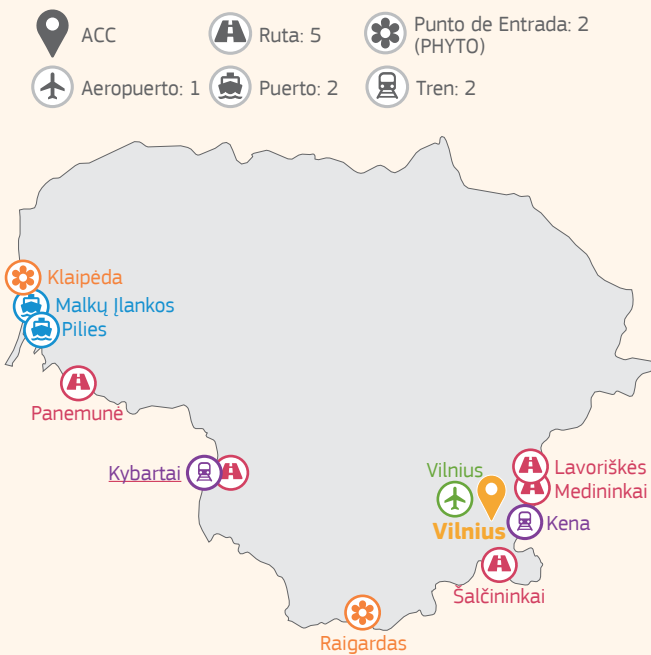 ACC
Ruta: 5
Punto de Entrada: 2
(PHYTO)
Aeropuerto: 1
Puerto: 2
Tren: 2
Klaipėda
Malkų Įlankos
Pilies
Panemunė
Kybartai
Vilnius
Lavoriškės
Medininkai
Vilnius
Kena
Šalčininkai
Raigardas